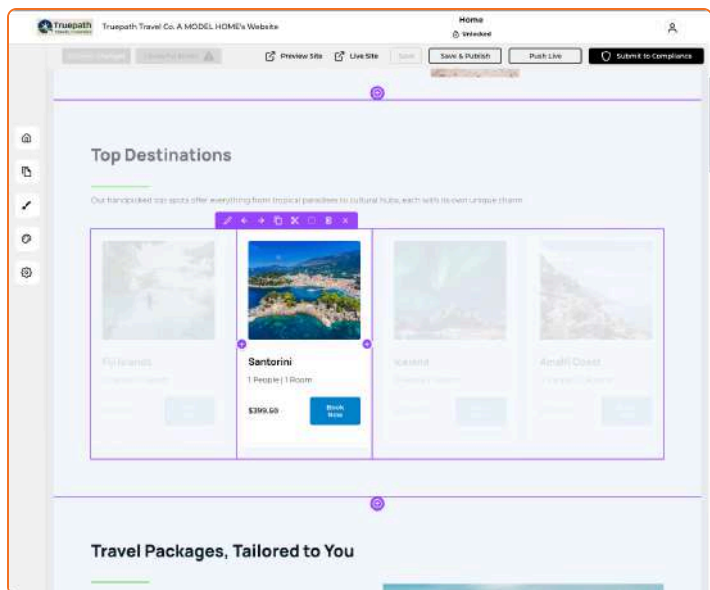 Truepath
Truepath Travel Co. A MODEL HOME's Website
Home
Unlocked
Preview Site
Live Site
Save
Save & Publish
Push Live
Submit to Compliance
Top Destinations
Our handpicked top spots offer everything from tropical paradises to cultural hubs, each with its own unique charm
Fiji Islands
Santorini
Iceland
Amalfi Coast
1 People | 1 Room
$399.50
Book
Now
Travel Packages, Tailored to You